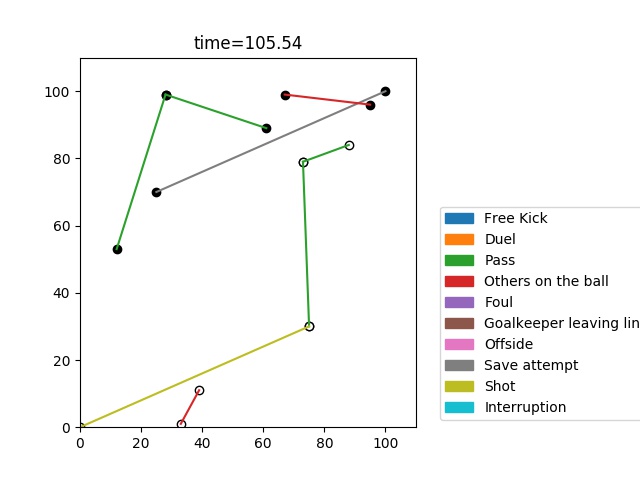 time=105.54
100
80
60
40
20
0
0 20 40 60 80 100
Free Kick
Duel
Pass
Others on the ball
Foul
Goalkeeper leaving lin
Offside
Save attempt
Shot
Interruption